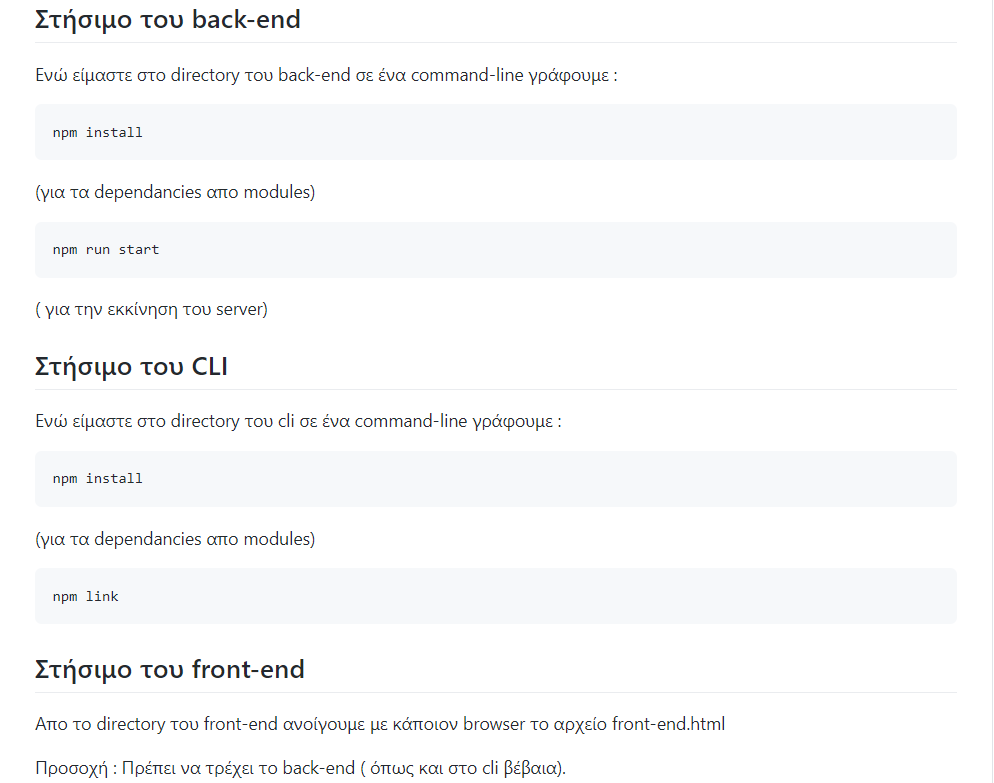 Στήσιμο του back-end
Ενώ είμαστε στο directory του back-end σε ένα command-line γράφουμε :
npm install
(για τα dependancies απο modules)
npm run start
( για την εκκίνηση του server)
Στήσιμο του CLI
Ενώ είμαστε στο directory του cli σε ένα command-line γράφουμε :
npm install
(για τα dependancies απο modules)
npm link
Στήσιμο του front-end
Απο το directory του front-end ανοίγουμε με κάποιον browser το αρχείο front-end.html
Προσοχή : Πρέπει να τρέχει το back-end ( όπως και στο cli βέβαια).